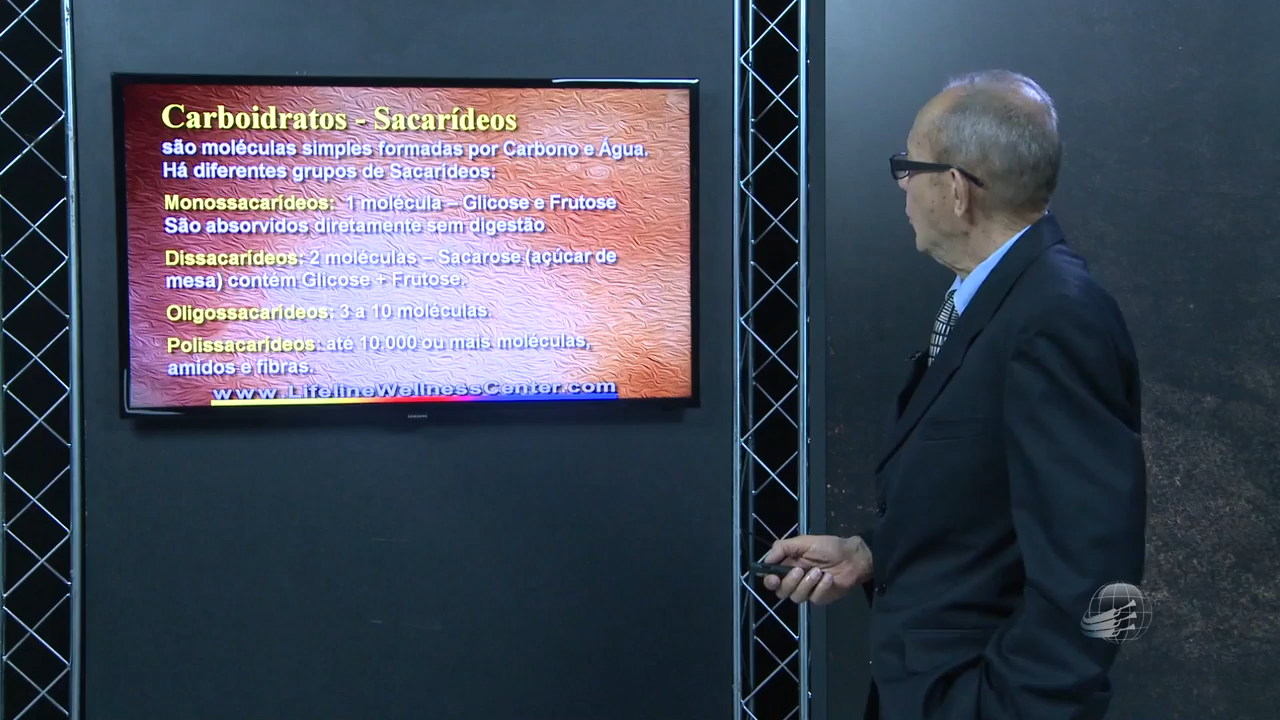 Carboidratos - Sacarídeos
são moléculas simples formadas por Carbono e Água.
Há diferentes grupos de Sacarídeos:
Monossacarídeos: 1 molécula – Glicose e Frutose
São absorvidos diretamente sem digestão
Dissacarídeos: 2 moléculas – Sacarose (açúcar de
mesa) contém Glicose + Frutose.
Oligossacarídeos: 3 a 10 moléculas.
Polissacarídeos: até 10.000 ou mais moléculas,
amidos e fibras.
www.LifelineWellnessCenter.com
SAMSUNG